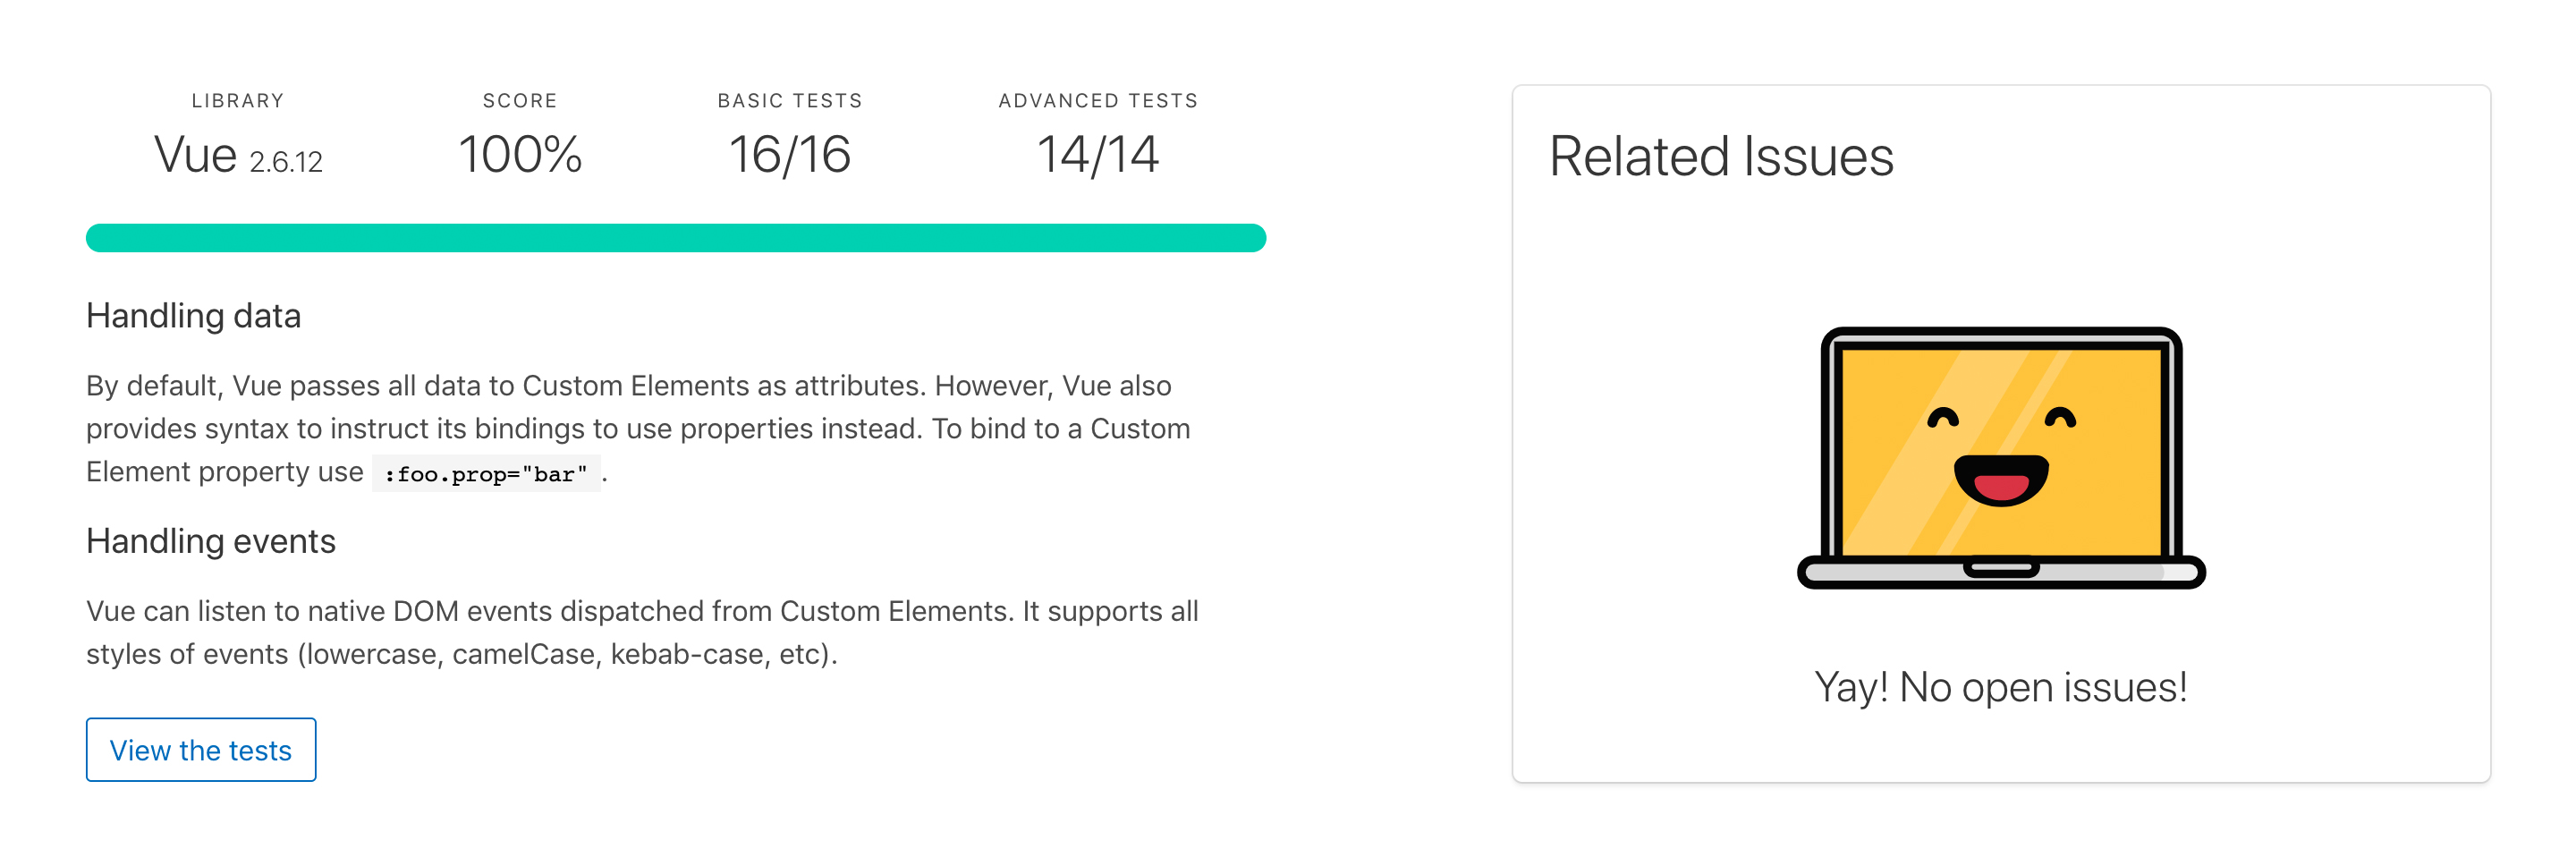 LIBRARY
Vue 2.6.12
SCORE
100%
BASIC TESTS
16/16
ADVANCED TESTS
14/14
Handling data
By default, Vue passes all data to Custom Elements as attributes. However, Vue also
provides syntax to instruct its bindings to use properties instead. To bind to a Custom
Element property use :foo.prop="bar" .
Handling events
Vue can listen to native DOM events dispatched from Custom Elements. It supports all
styles of events (lowercase, camelCase, kebab-case, etc).
View the tests
Related Issues
Yay! No open issues!